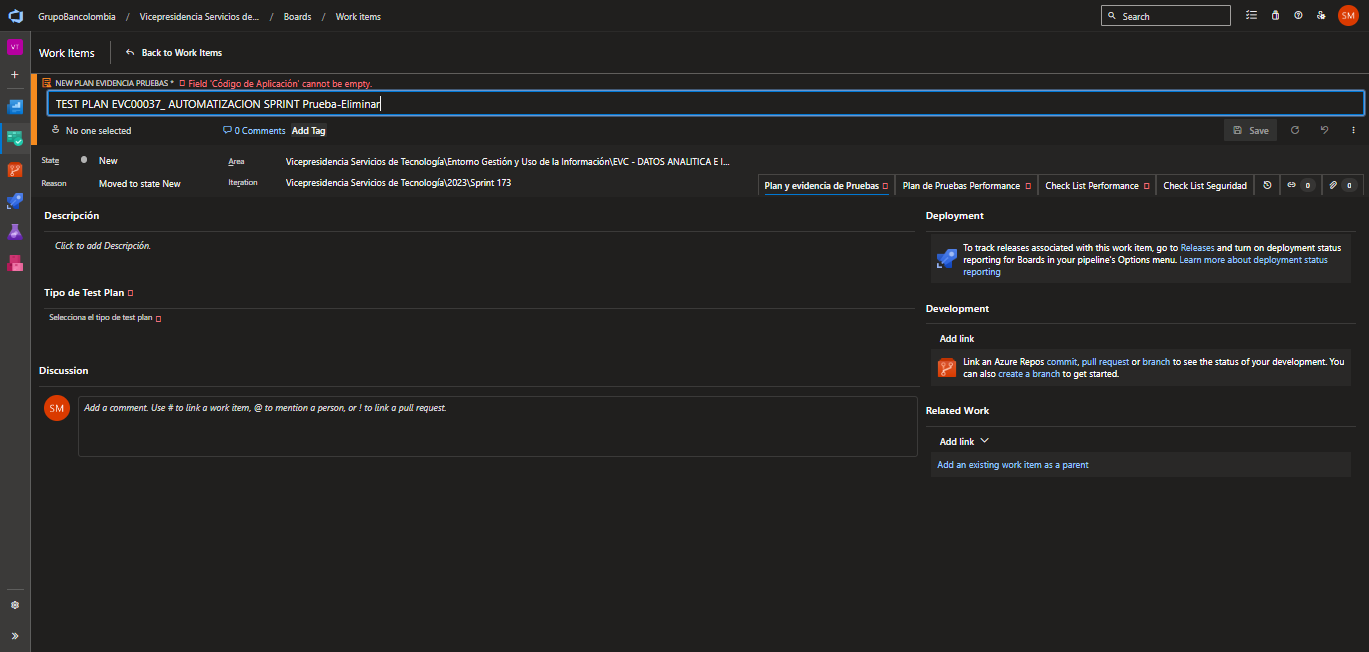 GrupoBancolombia / Vicepresidencia Servicios de... / Boards / Work items
Search
SM
VT
Work Items
Back to Work Items
NEW PLAN EVIDENCIA PRUEBAS * Field 'Código de Aplicación' cannot be empty.
TEST PLAN EVC00037_ AUTOMATIZACION SPRINT Prueba-Eliminar
No one selected
0 Comments
Add Tag
Save
State
New
Area
Vicepresidencia Servicios de Tecnología\Entorno Gestión y Uso de la Información\EVC - DATOS ANALITICA E I...
Reason
Moved to state New
Iteration
Vicepresidencia Servicios de Tecnología\2023\Sprint 173
Plan y evidencia de Pruebas
Plan de Pruebas Performance
Check List Performance
Check List Seguridad
0
0
Descripción
Click to add Descripción.
Tipo de Test Plan
Selecciona el tipo de test plan
Discussion
SM
Add a comment. Use # to link a work item, @ to mention a person, or ! to link a pull request.
Deployment
To track releases associated with this work item, go to Releases and turn on deployment status
reporting for Boards in your pipeline's Options menu. Learn more about deployment status
reporting
Development
Add link
Link an Azure Repos commit, pull request or branch to see the status of your development. You
can also create a branch to get started.
Related Work
Add link
Add an existing work item as a parent